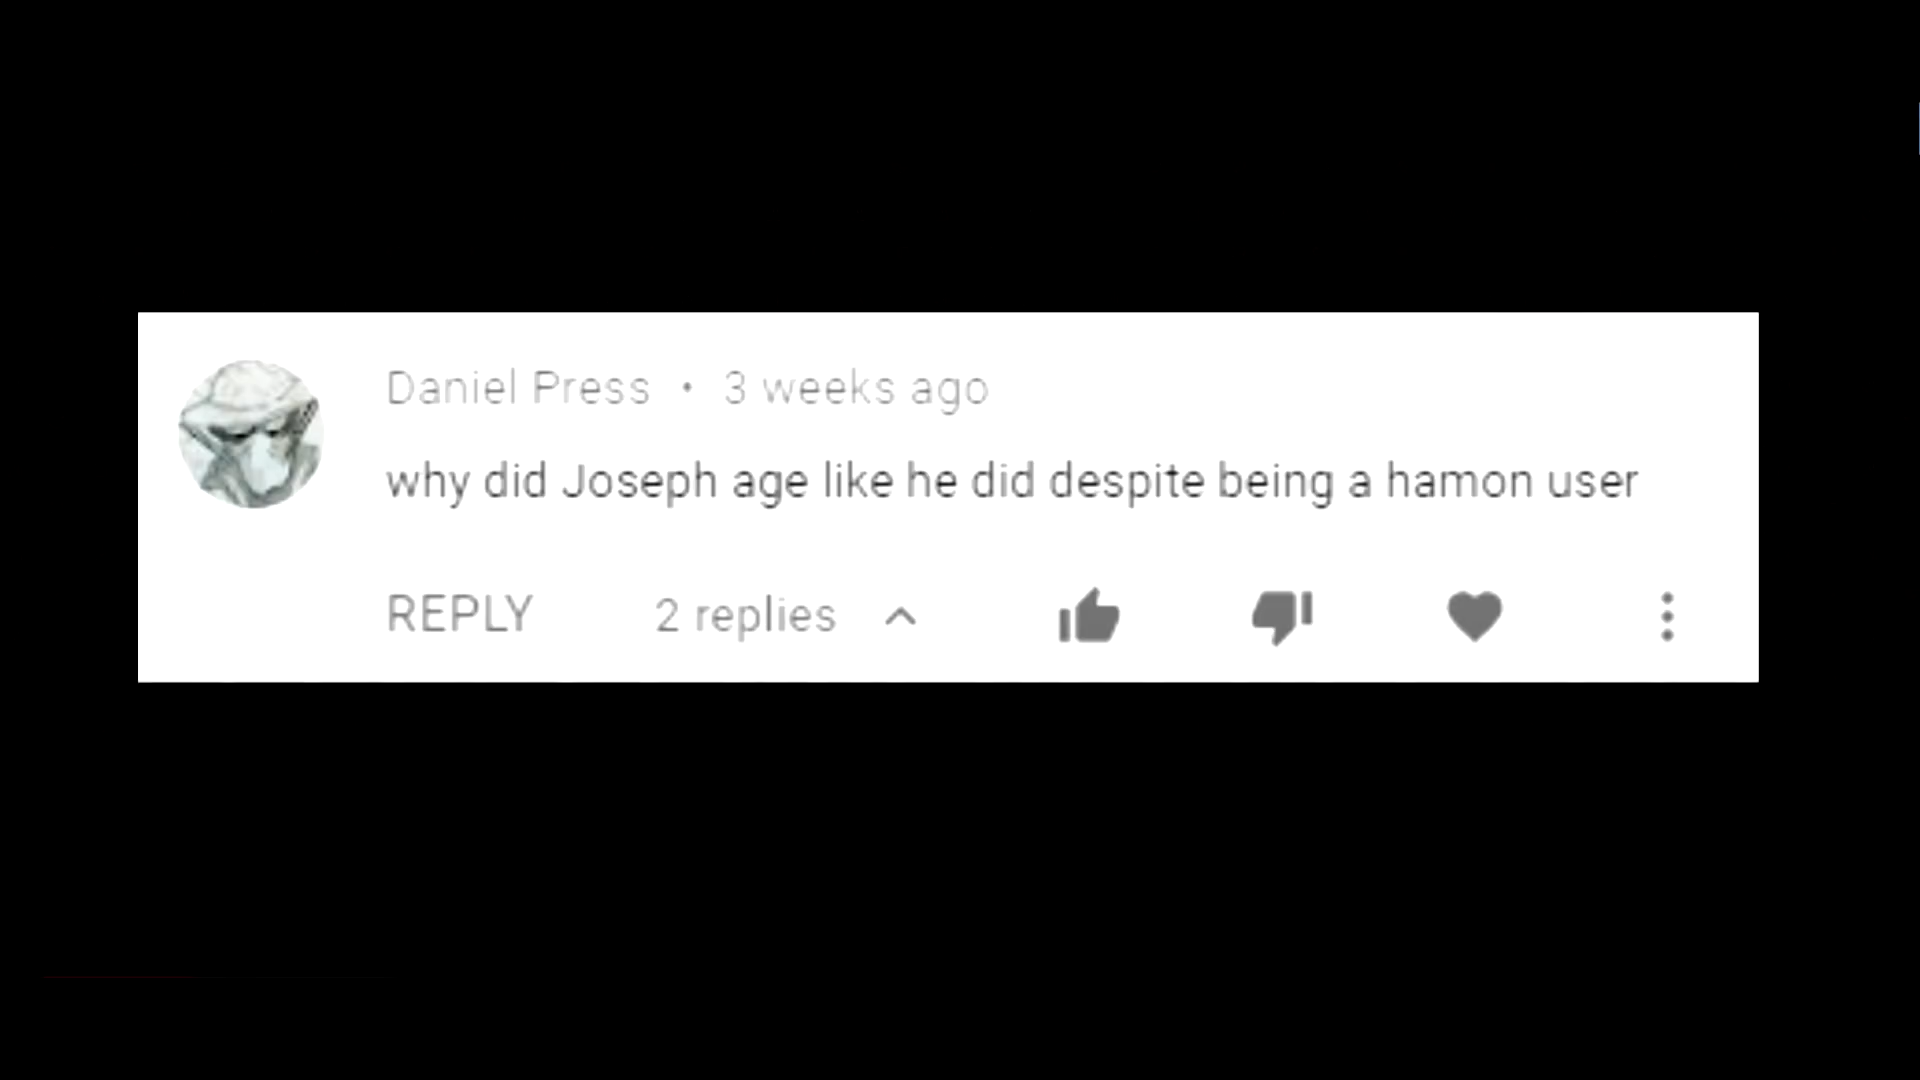 Daniel Press • 3 weeks ago
why did Joseph age like he did despite being a hamon user
REPLY 2 replies